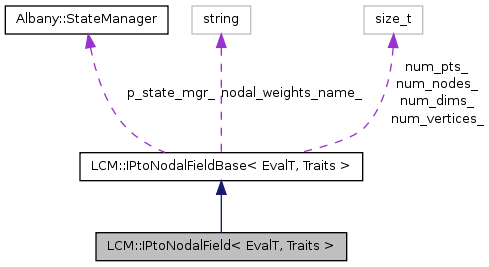 Albany::StateManager
string
size_t
p_state_mgr_
nodal_weights_name_
num_pts_
num_nodes_
num_dims_
num_vertices_
LCM::IPtoNodalFieldBase< EvalT, Traits >
LCM::IPtoNodalField< EvalT, Traits >